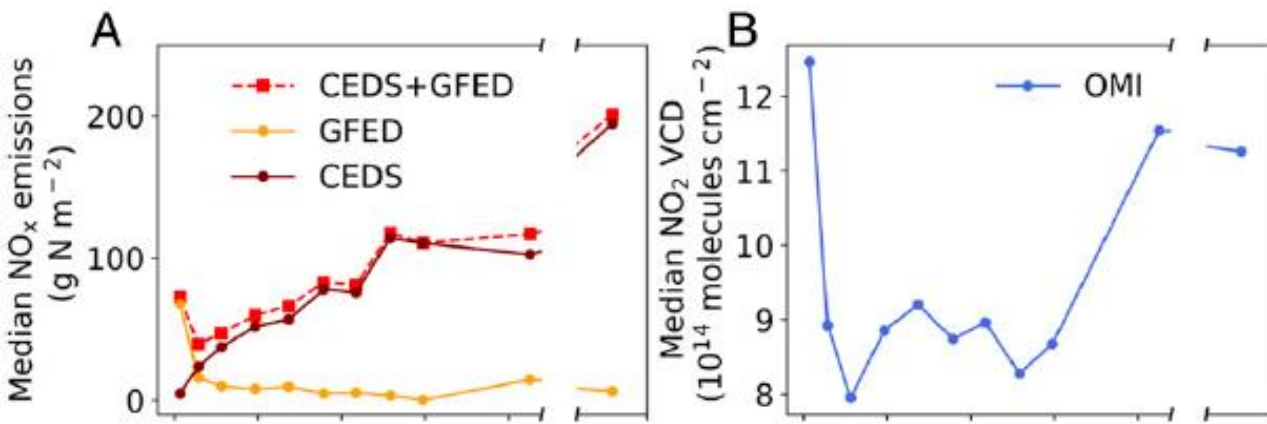 A
Median NOx emissions
(g N m−2)
200
100
0
CEDS+GFED
GFED
CEDS
B
Median NO2 VCD
(10^14 molecules cm−2)
12
11
10
9
8
OMI